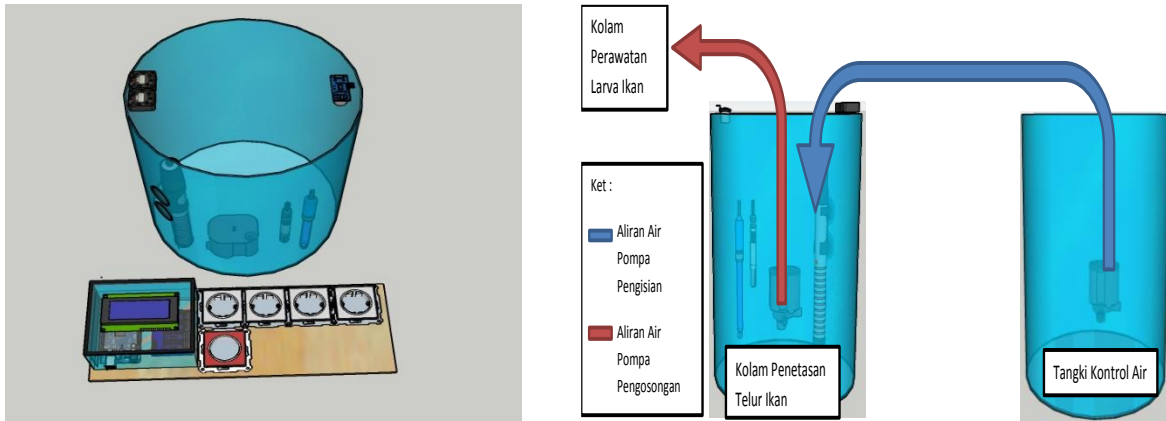 Kolam
Perawatan
Larva Ikan
Ket :
Aliran Air
Pompa
Pengisian
Aliran Air
Pompa
Pengosongan
Kolam Penetasan
Telur Ikan
Tangki Kontrol Air